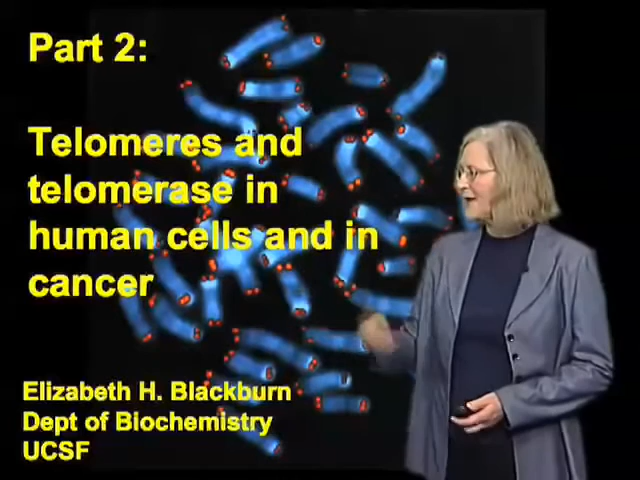 Part 2:
Telomeres and
telomerase in
human cells and in
cancer
Elizabeth H. Blackburn
Dept of Biochemistry
UCSF